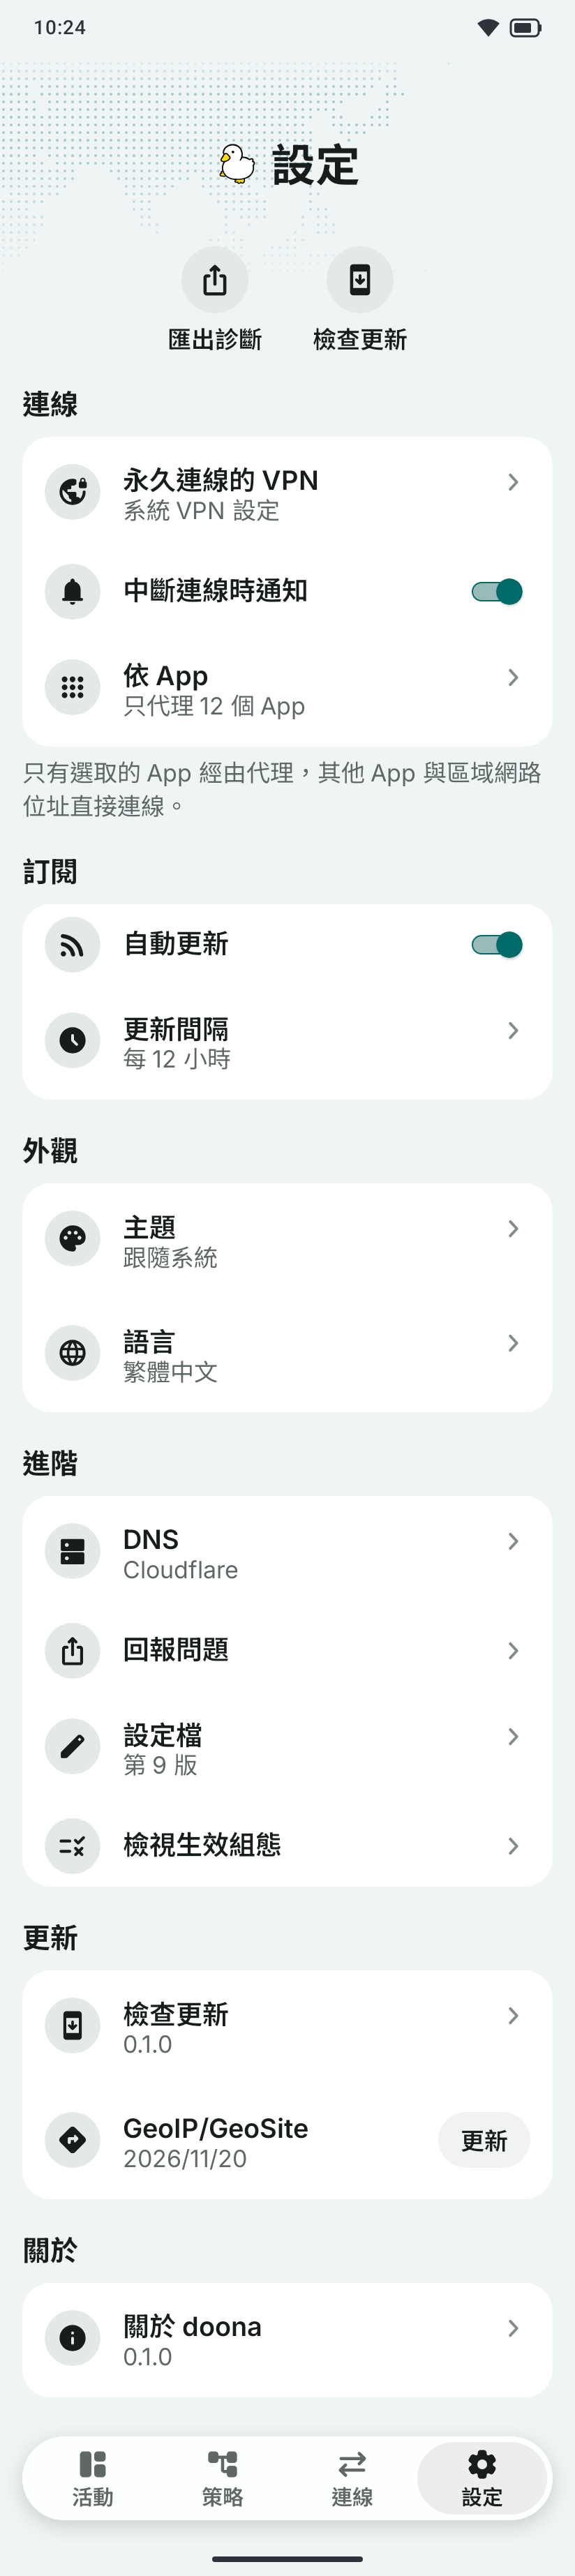 10:24
設定
匯出診斷
檢查更新
連線
永久連線的 VPN
系統 VPN 設定
中斷連線時通知
依 App
只代理 12 個 App
只有選取的 App 經由代理，其他 App 與區域網路
位址直接連線。
訂閱
自動更新
更新間隔
每 12 小時
外觀
主題
跟隨系統
語言
繁體中文
進階
DNS
Cloudflare
回報問題
設定檔
第 9 版
檢視生效組態
更新
檢查更新
0.1.0
GeoIP/GeoSite
2026/11/20
更新
關於
關於 doona
0.1.0
活動
策略
連線
設定